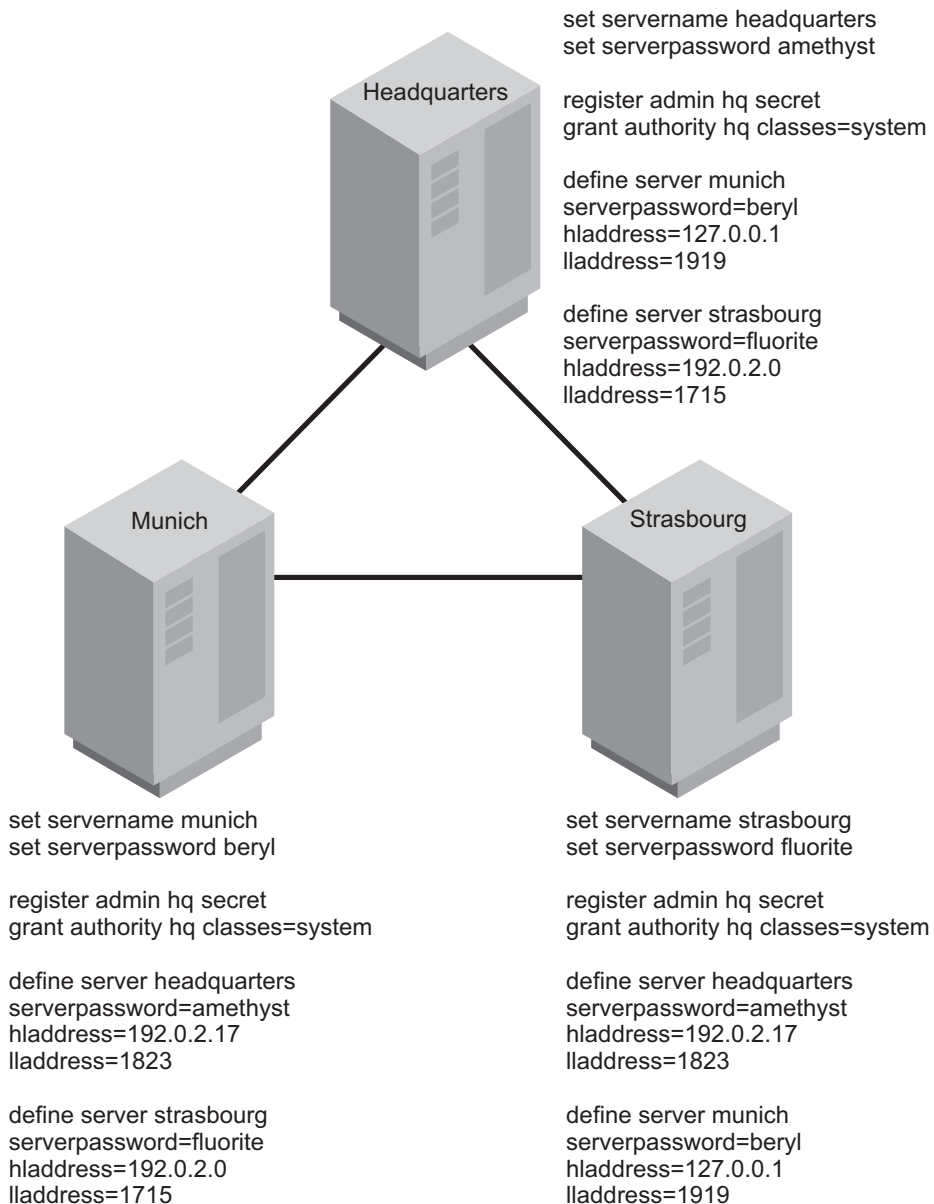 set servername headquarters
set serverpassword amethyst
Headquarters
register admin hq secret
grant authority hq classes=system
define server munich
serverpassword=beryl
hladdress=127.0.0.1
lladdress=1919
define server strasbourg
serverpassword=fluorite
hladdress=192.0.2.0
lladdress=1715
Munich
Strasbourg
set servername munich
set serverpassword beryl
register admin hq secret
grant authority hq classes=system
define server headquarters
serverpassword=amethyst
hladdress=192.0.2.17
lladdress=1823
define server strasbourg
serverpassword=fluorite
hladdress=192.0.2.0
lladdress=1715
set servername strasbourg
set serverpassword fluorite
register admin hq secret
grant authority hq classes=system
define server headquarters
serverpassword=amethyst
hladdress=192.0.2.17
lladdress=1823
define server munich
serverpassword=beryl
hladdress=127.0.0.1
lladdress=1919